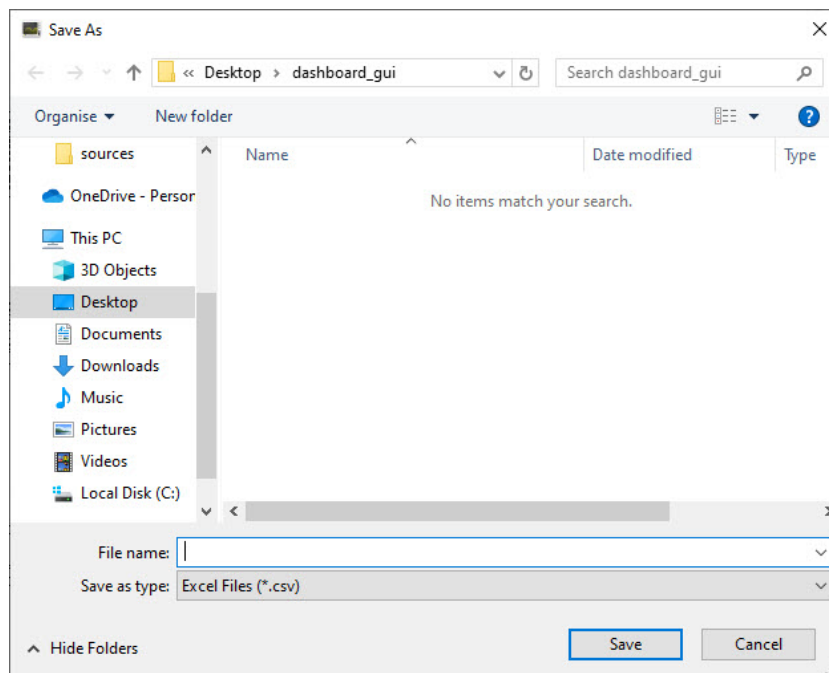 Save As
« Desktop > dashboard_gui
Search dashboard_gui
Organise
New folder
Name
Date modified
Type
No items match your search.
sources
OneDrive - Person
This PC
3D Objects
Desktop
Documents
Downloads
Music
Pictures
Videos
Local Disk (C:)
File name:
Save as type: Excel Files (*.csv)
Hide Folders
Save
Cancel